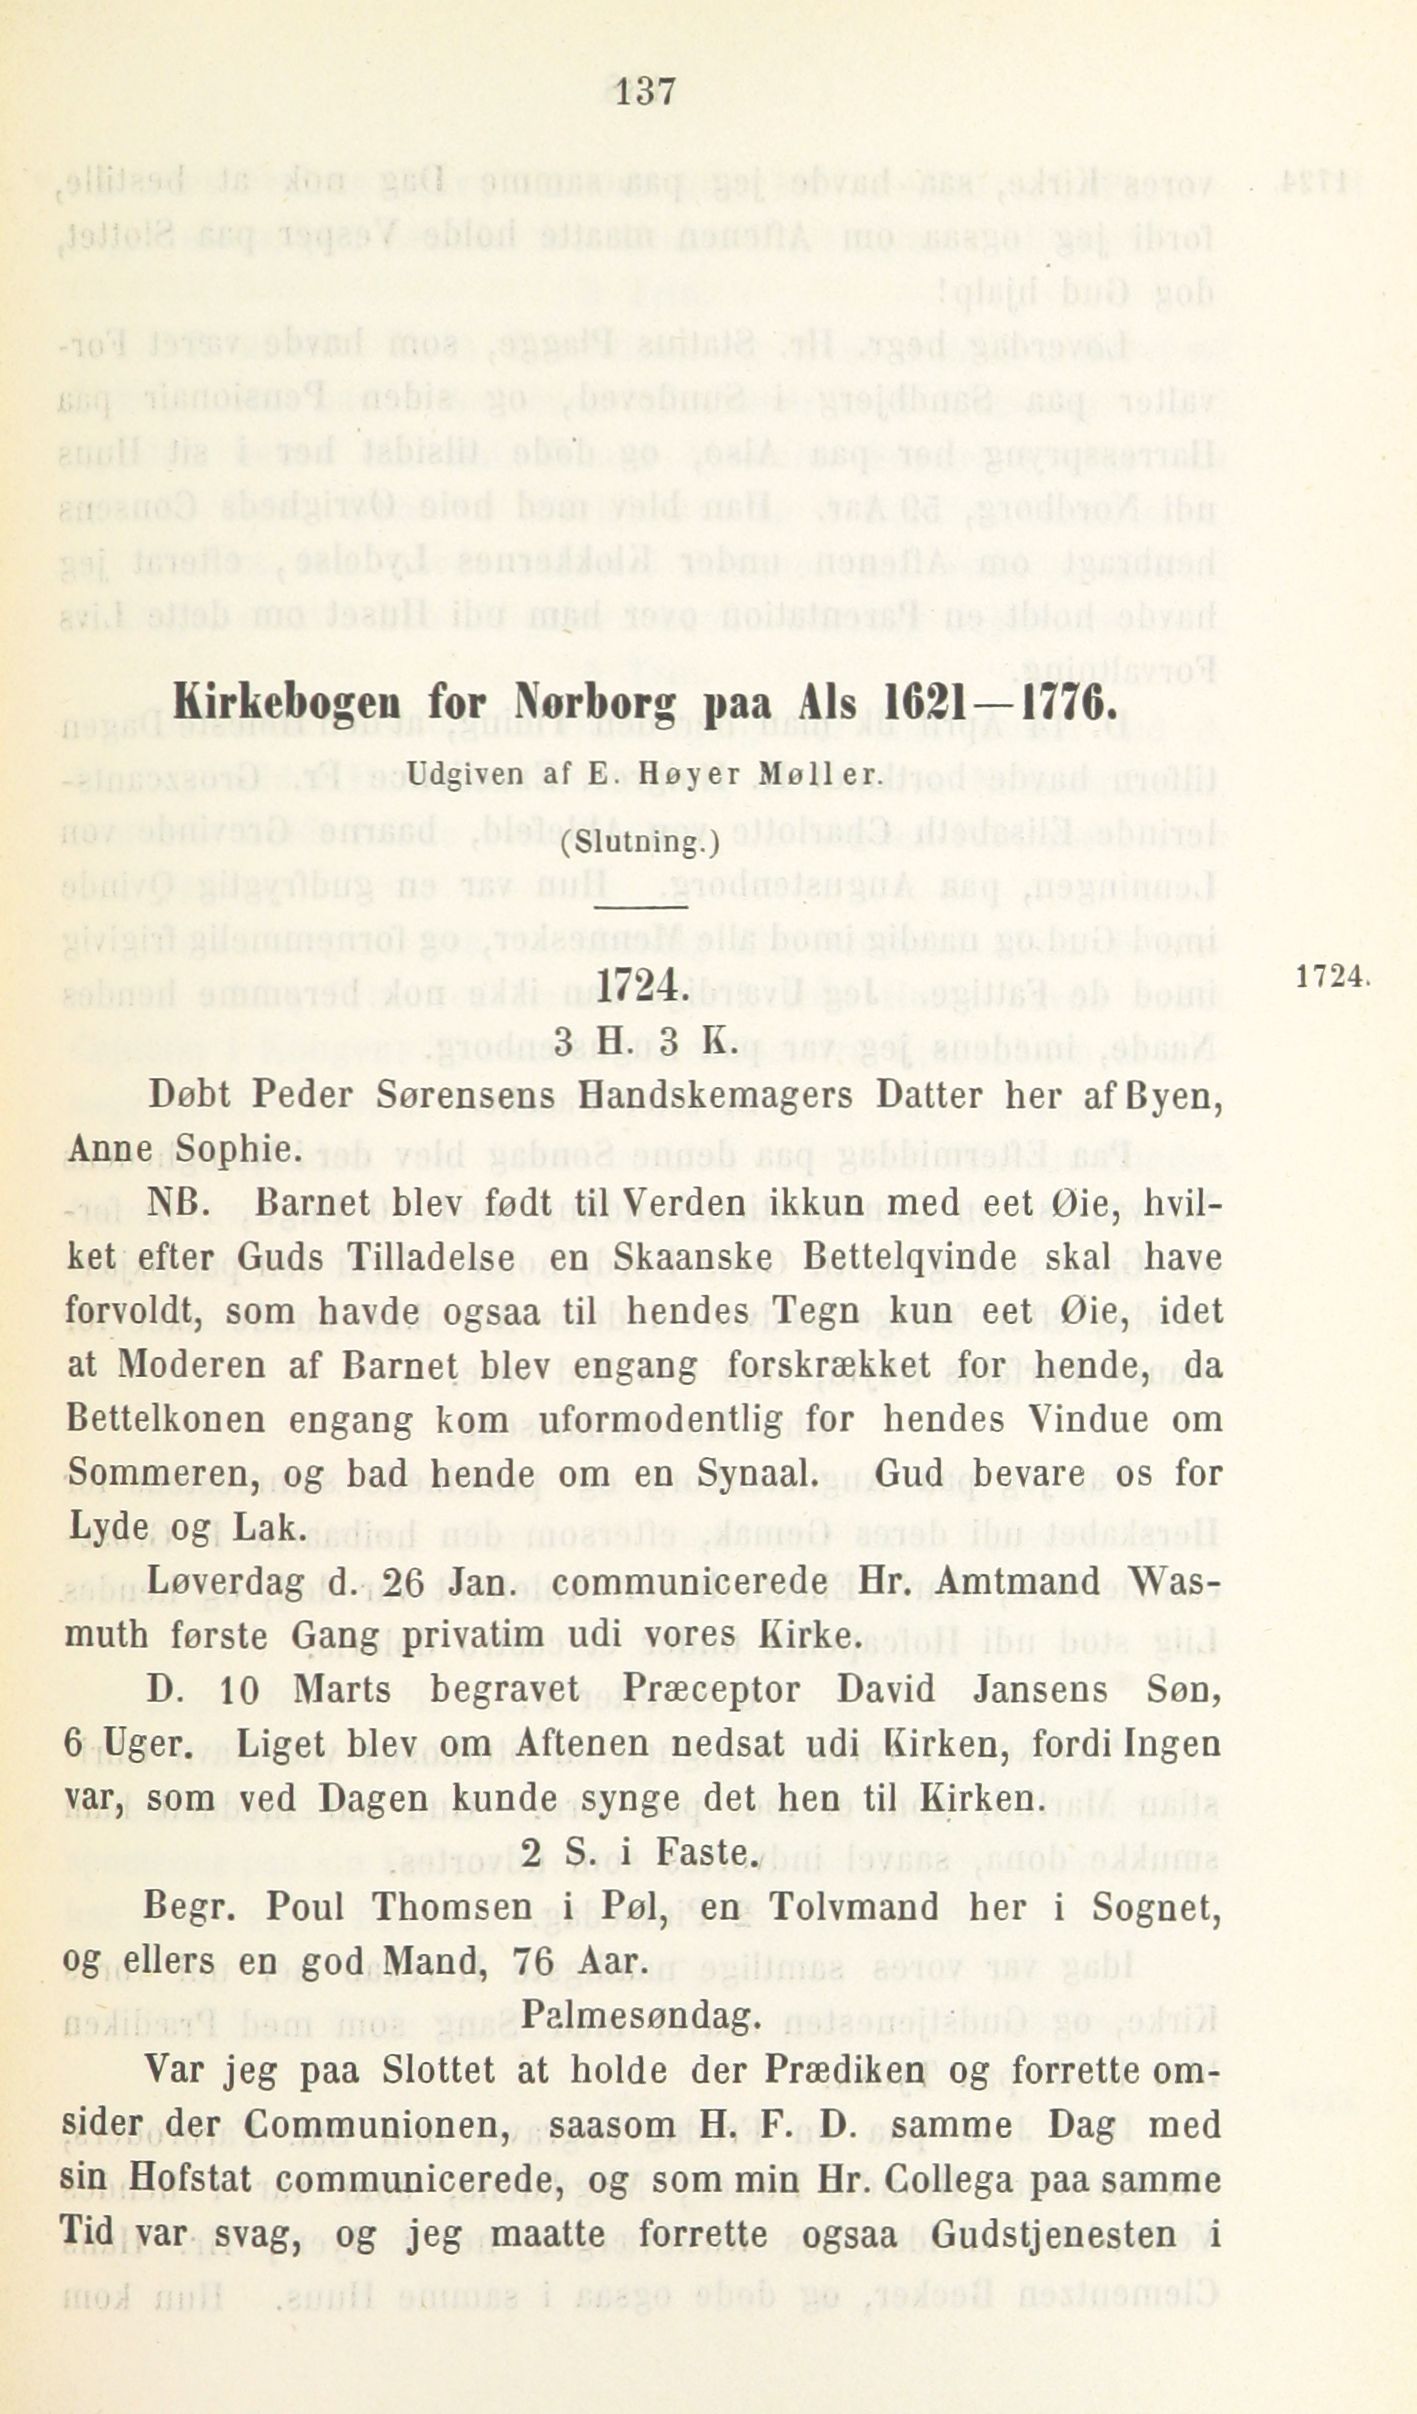 137
Kirkebogen for Nørborg paa Als 1621—1776.
Udgiven af E. Høyer Møller.
(Slutning.)
1724.
1724.
3 H. 3 K.
Døbt Peder Sørensens Handskemagers Datter her af Byen,
Anne Sophie.
NB. Barnet blev født til Verden ikkun med eet Øie, hvil-
ket efter Guds Tilladelse en Skaanske Bettelqvinde skal have
forvoldt, som havde ogsaa til hendes Tegn kun eet Øie, idet
at Moderen af Barnet blev engang forskrækket for hende, da
Bettelkonen engang kom uformodentlig for hendes Vindue om
Sommeren, og bad hende om en Synaal. Gud bevare os for
Lyde og Lak.
Løverdag d. 26 Jan. communicerede Hr. Amtmand Was-
muth første Gang privatim udi vores Kirke.
D. 10 Marts begravet Præceptor David Jansens Søn,
6 Uger. Liget blev om Aftenen nedsat udi Kirken, fordi Ingen
var, som ved Dagen kunde synge det hen til Kirken.
2 S. i Faste.
Begr. Poul Thomsen i Pøl, en Tolvmand her i Sognet,
og ellers en god Mand, 76 Aar.
Palmesøndag.
Var jeg paa Slottet at holde der Prædiken og forrette om-
sider der Communionen, saasom H. F. D. samme Dag med
sin Hofstat communicerede, og som min Hr. Collega paa samme
Tid var svag, og jeg maatte forrette ogsaa Gudstjenesten i